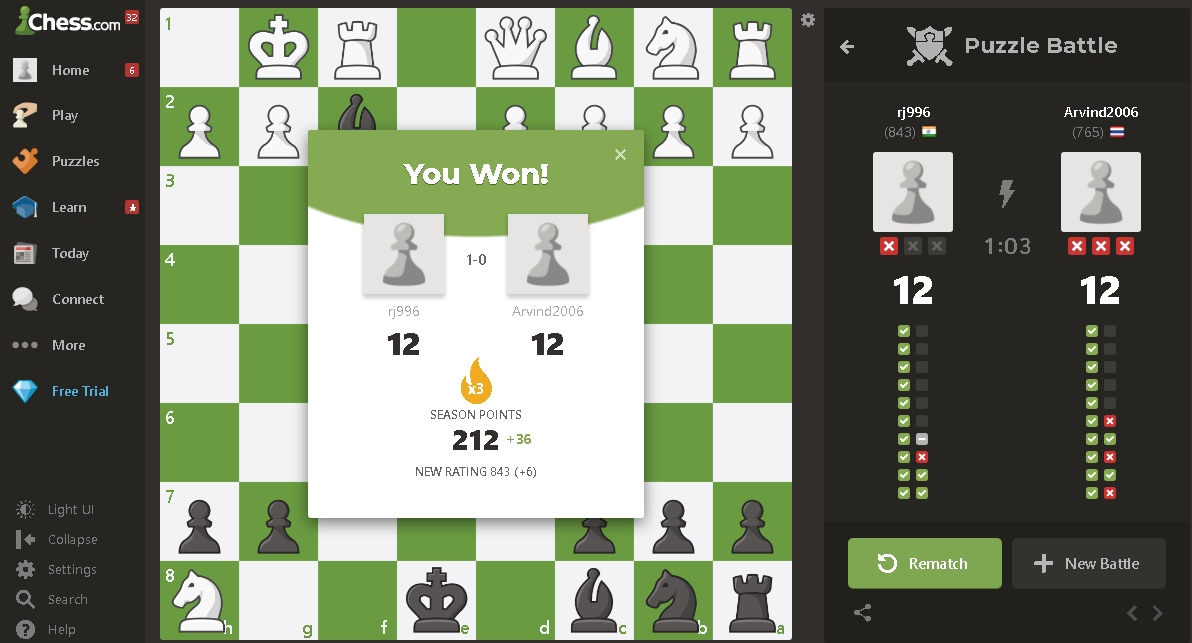 Chess.com 32
Home 6
Play
Puzzles
Learn
Today
Connect
More
Free Trial
Light UI
Collapse
Settings
Search
Help
1
2
3
4
5
6
7
8
h
g
f
e
d
c
b
a
You Won!
1-0
rj996
Arvind2006
12
12
x3
SEASON POINTS
212 +36
NEW RATING 843 (+6)
Puzzle Battle
rj996
Arvind2006
(843)
(765)
1:03
12
12
Rematch
New Battle